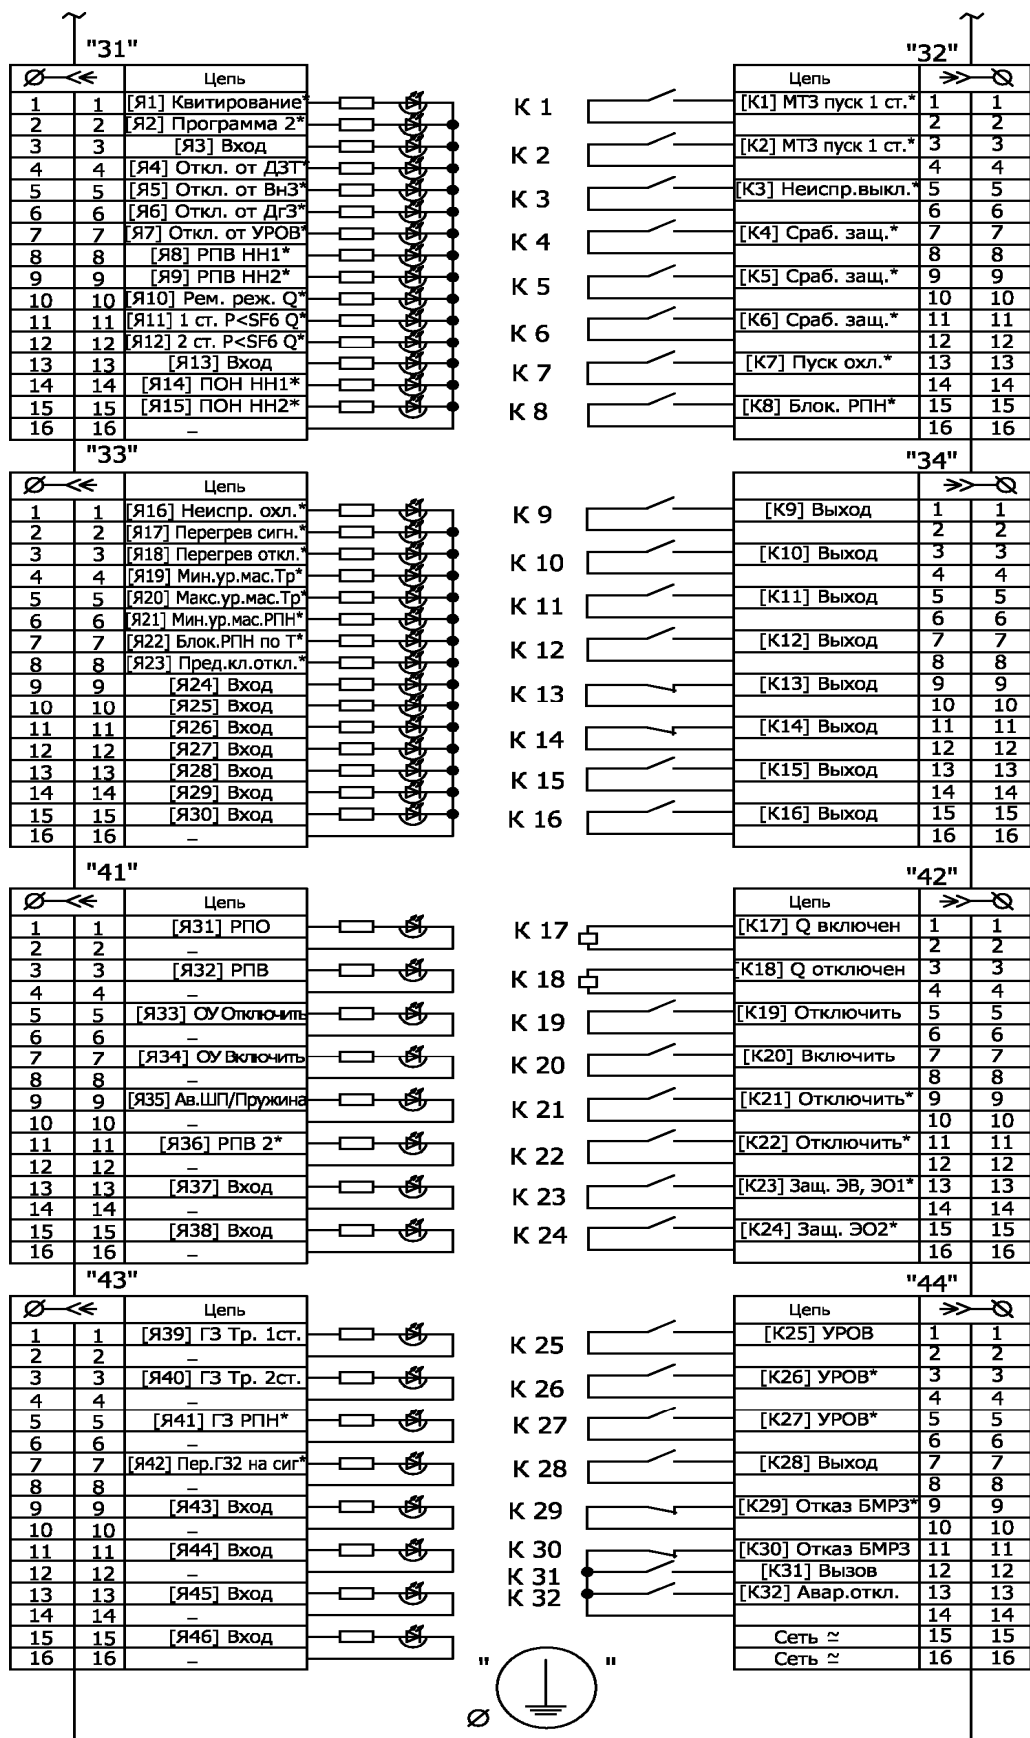 "31"
Цепь
1 1 [Я1] Квитирование*
2 2 [Я2] Программа 2*
3 3 [Я3] Вход
4 4 [Я4] Откл. от ДЗТ*
5 5 [Я5] Откл. от ВнЗ*
6 6 [Я6] Откл. от ДгЗ*
7 7 [Я7] Откл. от УРОВ*
8 8 [Я8] РПВ НН1*
9 9 [Я9] РПВ НН2*
10 10 [Я10] Рем. реж. Q*
11 11 [Я11] 1 ст. P<SF6 Q*
12 12 [Я12] 2 ст. P<SF6 Q*
13 13 [Я13] Вход
14 14 [Я14] ПОН НН1*
15 15 [Я15] ПОН НН2*
16 16 –
"32"
Цепь
К 1 [К1] МТЗ пуск 1 ст.* 1 1
2 2
К 2 [К2] МТЗ пуск 1 ст.* 3 3
4 4
К 3 [К3] Неиспр.выкл.* 5 5
6 6
К 4 [К4] Сраб. защ.* 7 7
8 8
К 5 [К5] Сраб. защ.* 9 9
10 10
К 6 [К6] Сраб. защ.* 11 11
12 12
К 7 [К7] Пуск охл.* 13 13
14 14
К 8 [К8] Блок. РПН* 15 15
16 16
"33"
Цепь
1 1 [Я16] Неиспр. охл.*
2 2 [Я17] Перегрев сигн.*
3 3 [Я18] Перегрев откл.*
4 4 [Я19] Мин.ур.мас.Тр*
5 5 [Я20] Макс.ур.мас.Тр*
6 6 [Я21] Мин.ур.мас.РПН*
7 7 [Я22] Блок.РПН по Т*
8 8 [Я23] Пред.кл.откл.*
9 9 [Я24] Вход
10 10 [Я25] Вход
11 11 [Я26] Вход
12 12 [Я27] Вход
13 13 [Я28] Вход
14 14 [Я29] Вход
15 15 [Я30] Вход
16 16 –
"34"
К 9 [К9] Выход 1 1
2 2
К 10 [К10] Выход 3 3
4 4
К 11 [К11] Выход 5 5
6 6
К 12 [К12] Выход 7 7
8 8
К 13 [К13] Выход 9 9
10 10
К 14 [К14] Выход 11 11
12 12
К 15 [К15] Выход 13 13
14 14
К 16 [К16] Выход 15 15
16 16
"41"
Цепь
1 1 [Я31] РПО
2 2 –
3 3 [Я32] РПВ
4 4 –
5 5 [Я33] ОУ Отключить
6 6 –
7 7 [Я34] ОУ Включить
8 8 –
9 9 [Я35] Ав.ШП/Пружина
10 10 –
11 11 [Я36] РПВ 2*
12 12 –
13 13 [Я37] Вход
14 14 –
15 15 [Я38] Вход
16 16 –
"42"
Цепь
К 17 [К17] Q включен 1 1
2 2
К 18 [К18] Q отключен 3 3
4 4
К 19 [К19] Отключить 5 5
6 6
К 20 [К20] Включить 7 7
8 8
К 21 [К21] Отключить* 9 9
10 10
К 22 [К22] Отключить* 11 11
12 12
К 23 [К23] Защ. ЭВ, ЭО1* 13 13
14 14
К 24 [К24] Защ. ЭО2* 15 15
16 16
"43"
Цепь
1 1 [Я39] ГЗ Тр. 1ст.
2 2 –
3 3 [Я40] ГЗ Тр. 2ст.
4 4 –
5 5 [Я41] ГЗ РПН*
6 6 –
7 7 [Я42] Пер.ГЗ2 на сиг*
8 8 –
9 9 [Я43] Вход
10 10 –
11 11 [Я44] Вход
12 12 –
13 13 [Я45] Вход
14 14 –
15 15 [Я46] Вход
16 16 –
"44"
Цепь
К 25 [К25] УРОВ 1 1
2 2
К 26 [К26] УРОВ* 3 3
4 4
К 27 [К27] УРОВ* 5 5
6 6
К 28 [К28] Выход 7 7
8 8
К 29 [К29] Отказ БМРЗ* 9 9
10 10
К 30 [К30] Отказ БМРЗ 11 11
К 31 [К31] Вызов 12 12
К 32 [К32] Авар.откл. 13 13
14 14
Сеть ≃ 15 15
Сеть ≃ 16 16
" "